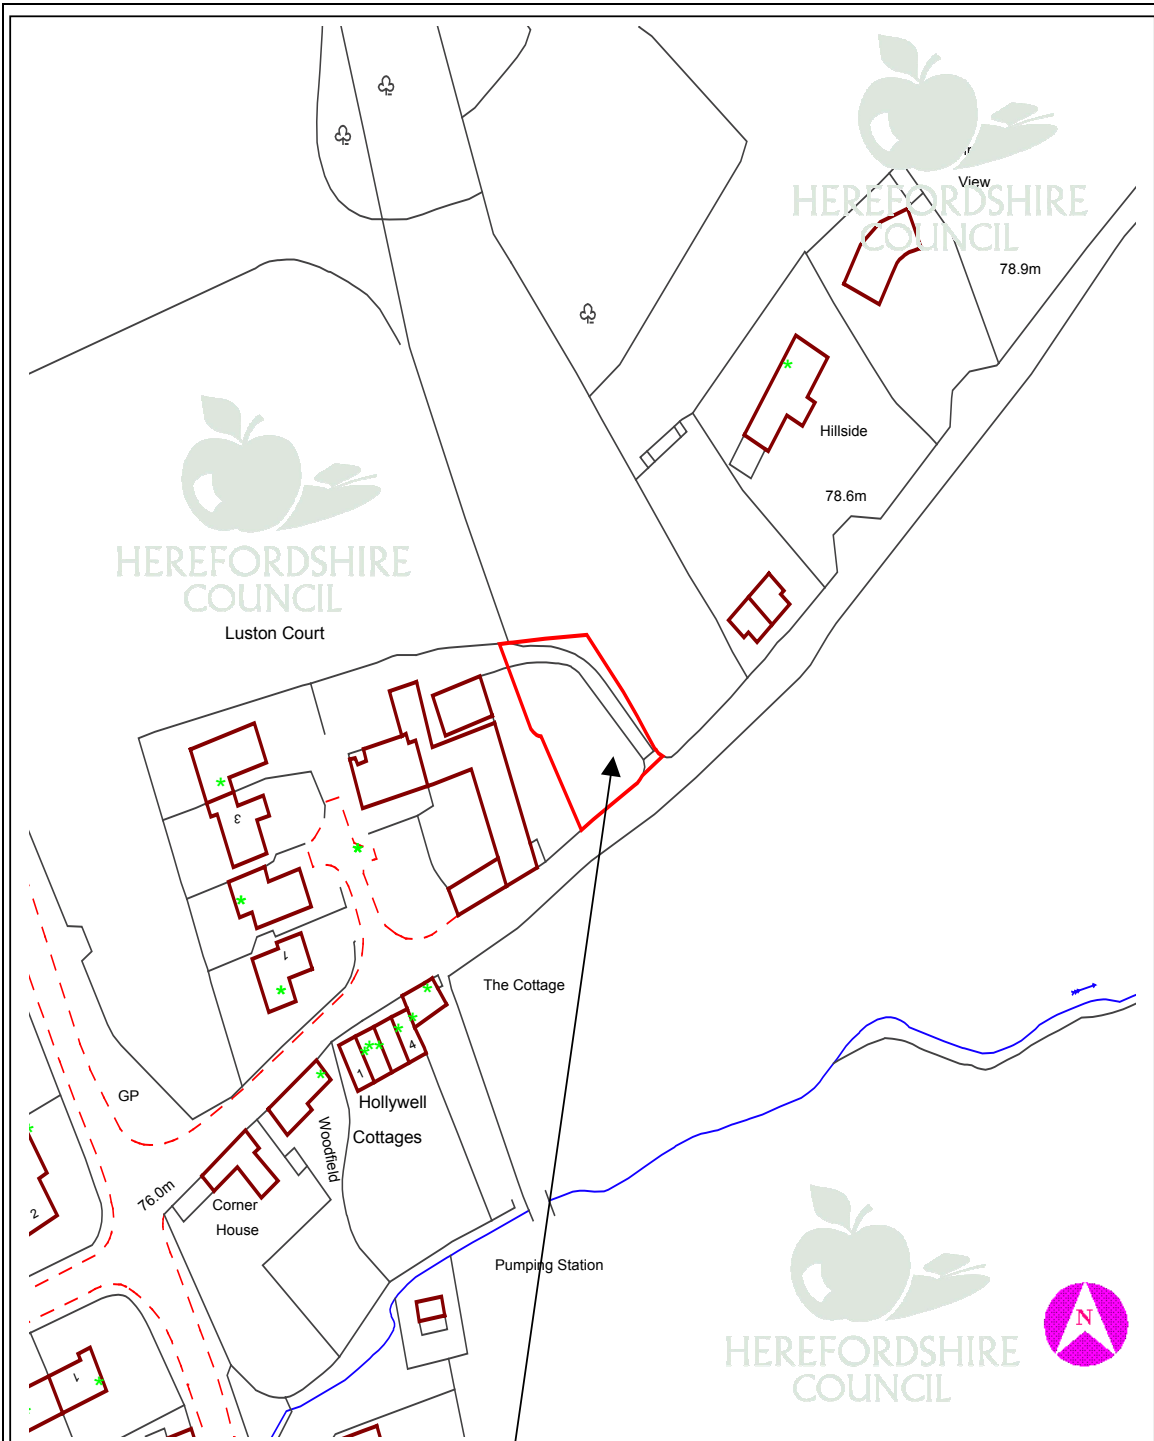 HEREFORDSHIRE
COUNCIL
View
78.9m
Hillside
78.6m
HEREFORDSHIRE
COUNCIL
Luston Court
3
1
The Cottage
1
4
Hollywell
Cottages
GP
Woodfield
76.0m
Corner
House
2
Pumping Station
1
HEREFORDSHIRE
COUNCIL
N